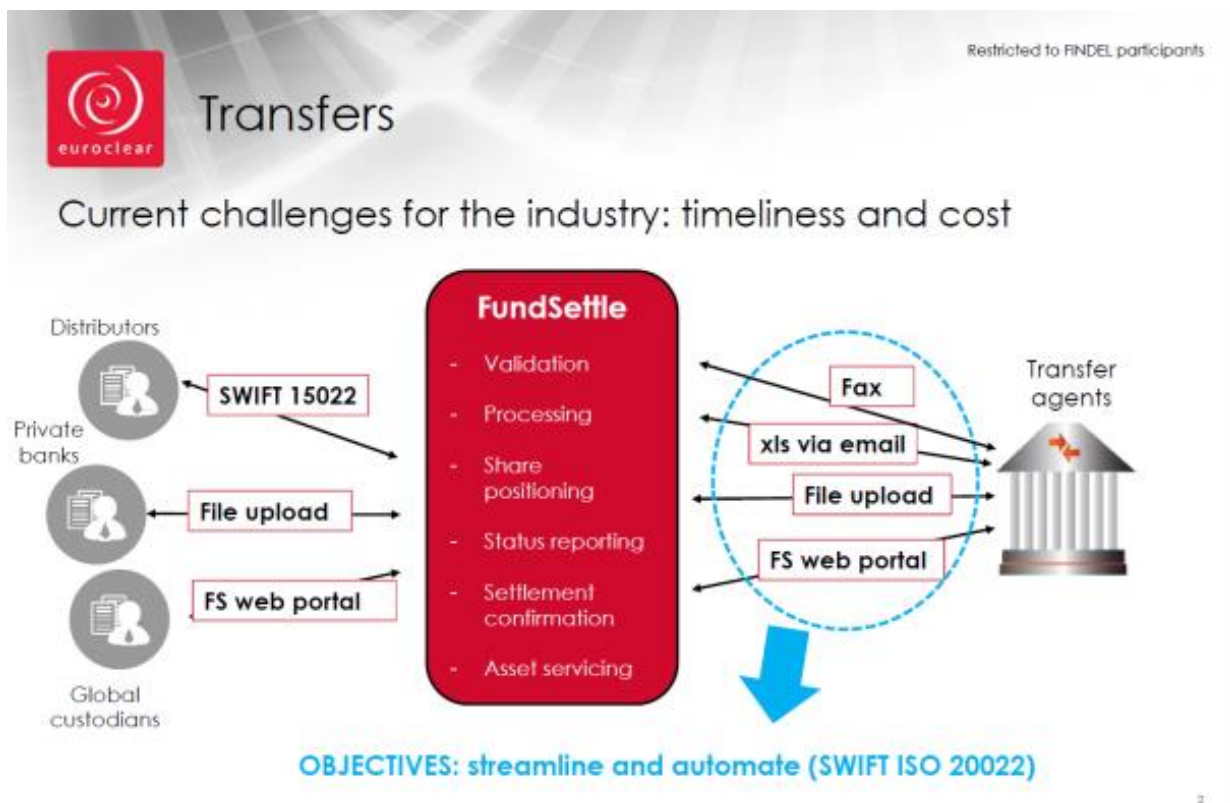 Restricted to FINDEL participants
euroclear
Transfers
Current challenges for the industry: timeliness and cost
Distributors
Private
banks
Global
custodians
SWIFT 15022
File upload
FS web portal
FundSettle
- Validation
- Processing
- Share
positioning
- Status reporting
- Settlement
confirmation
- Asset servicing
Fax
xls via email
File upload
FS web portal
Transfer
agents
OBJECTIVES: streamline and automate (SWIFT ISO 20022)